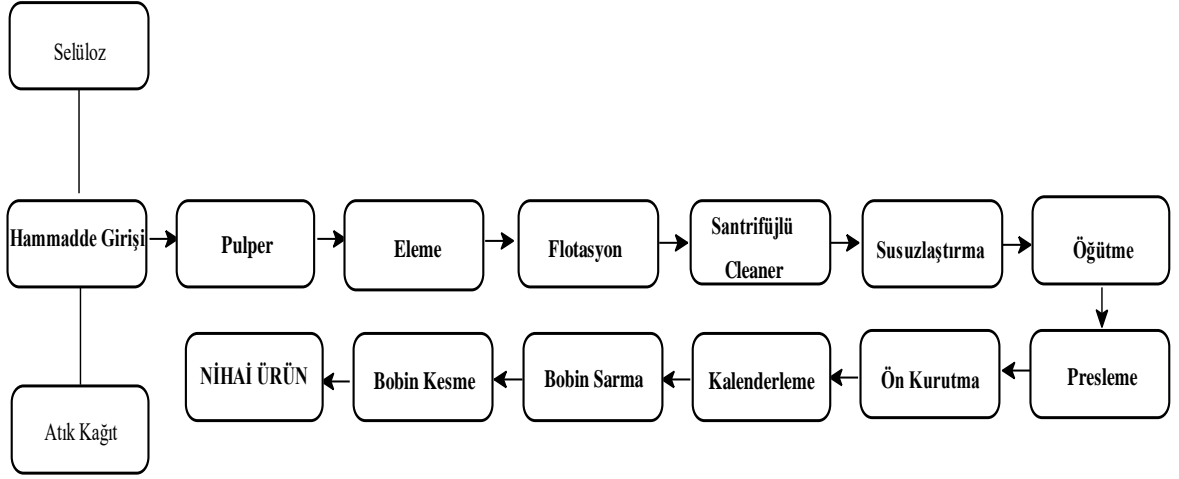 Selüloz
Hammadde Girişi
Pulper
Eleme
Flotasyon
Santrifüjlü
Cleaner
Susuzlaştırma
Öğütme
NİHAİ ÜRÜN
Bobin Kesme
Bobin Sarma
Kalenderleme
Ön Kurutma
Presleme
Atık Kağıt